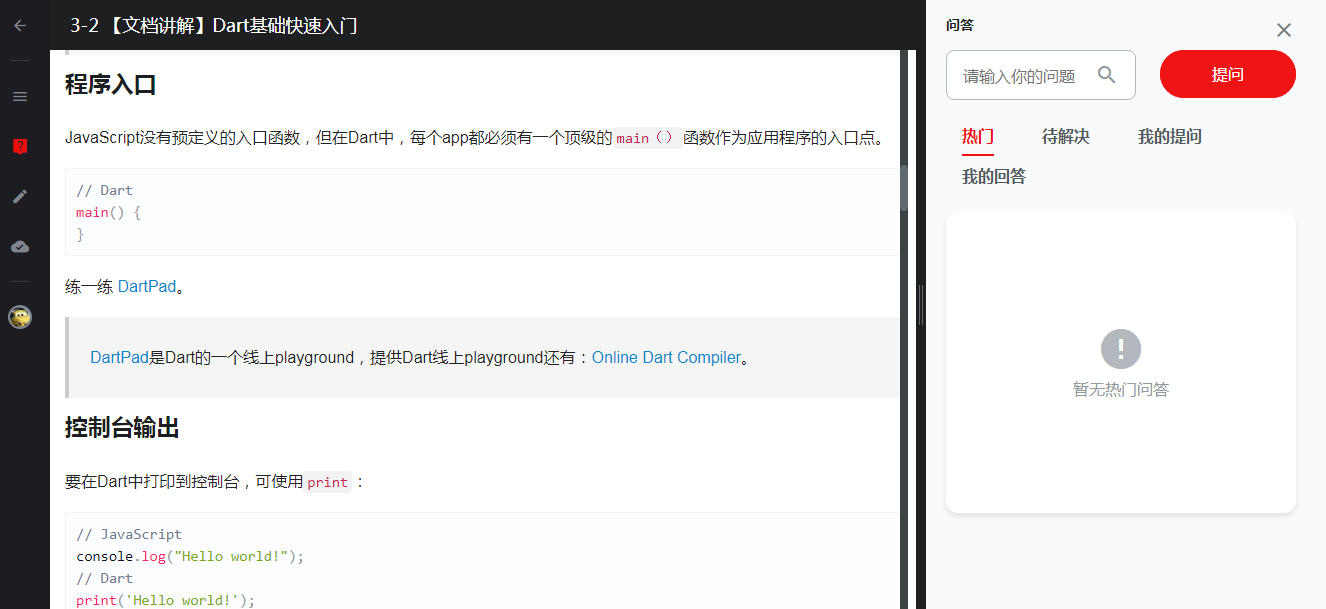 3-2 【文档讲解】Dart基础快速入门
程序入口
JavaScript没有预定义的入口函数，但在Dart中，每个app都必须有一个顶级的 main（） 函数作为应用程序的入口点。
// Dart
main() {
}
练一练 DartPad。
DartPad是Dart的一个线上playground，提供Dart线上playground还有：Online Dart Compiler。
控制台输出
要在Dart中打印到控制台，可使用 print ：
// JavaScript
console.log("Hello world!");
// Dart
print('Hello world!');
问答
请输入你的问题
提问
热门 待解决 我的提问
我的回答
暂无热门问答